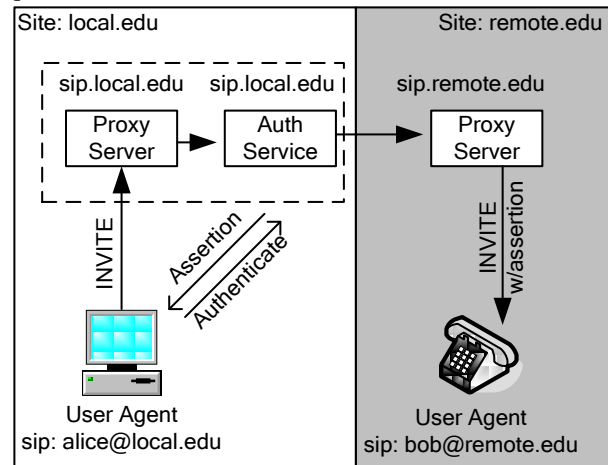 Site: local.edu
Site: remote.edu
sip.local.edu
sip.local.edu
sip.remote.edu
Proxy
Server
Auth
Service
Proxy
Server
INVITE
Assertion
Authenticate
INVITE
w/assertion
User Agent
sip: alice@local.edu
User Agent
sip: bob@remote.edu